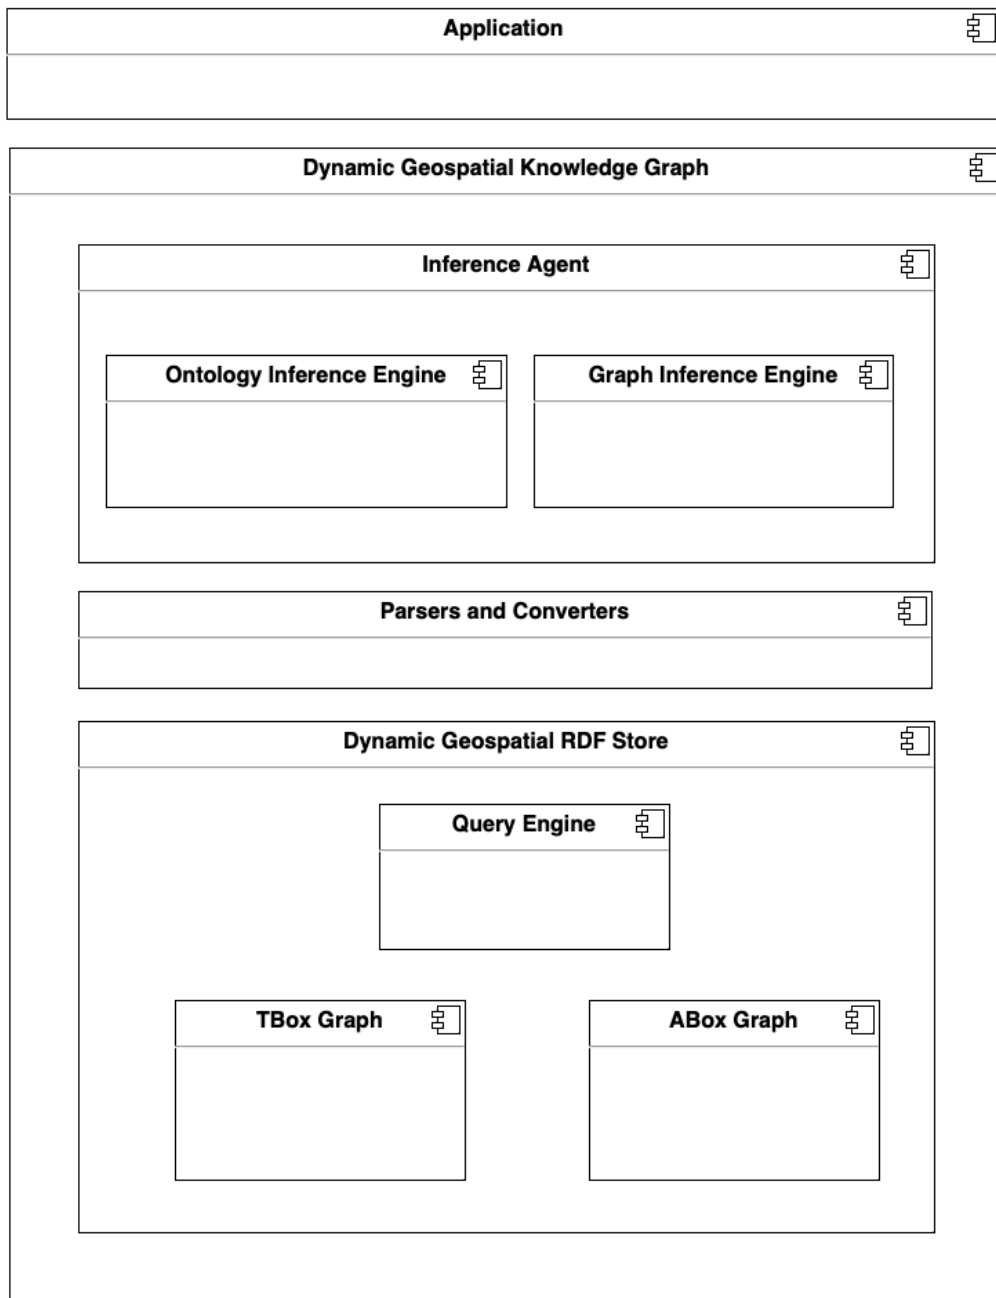 Application
Dynamic Geospatial Knowledge Graph
Inference Agent
Ontology Inference Engine
Graph Inference Engine
Parsers and Converters
Dynamic Geospatial RDF Store
Query Engine
TBox Graph
ABox Graph